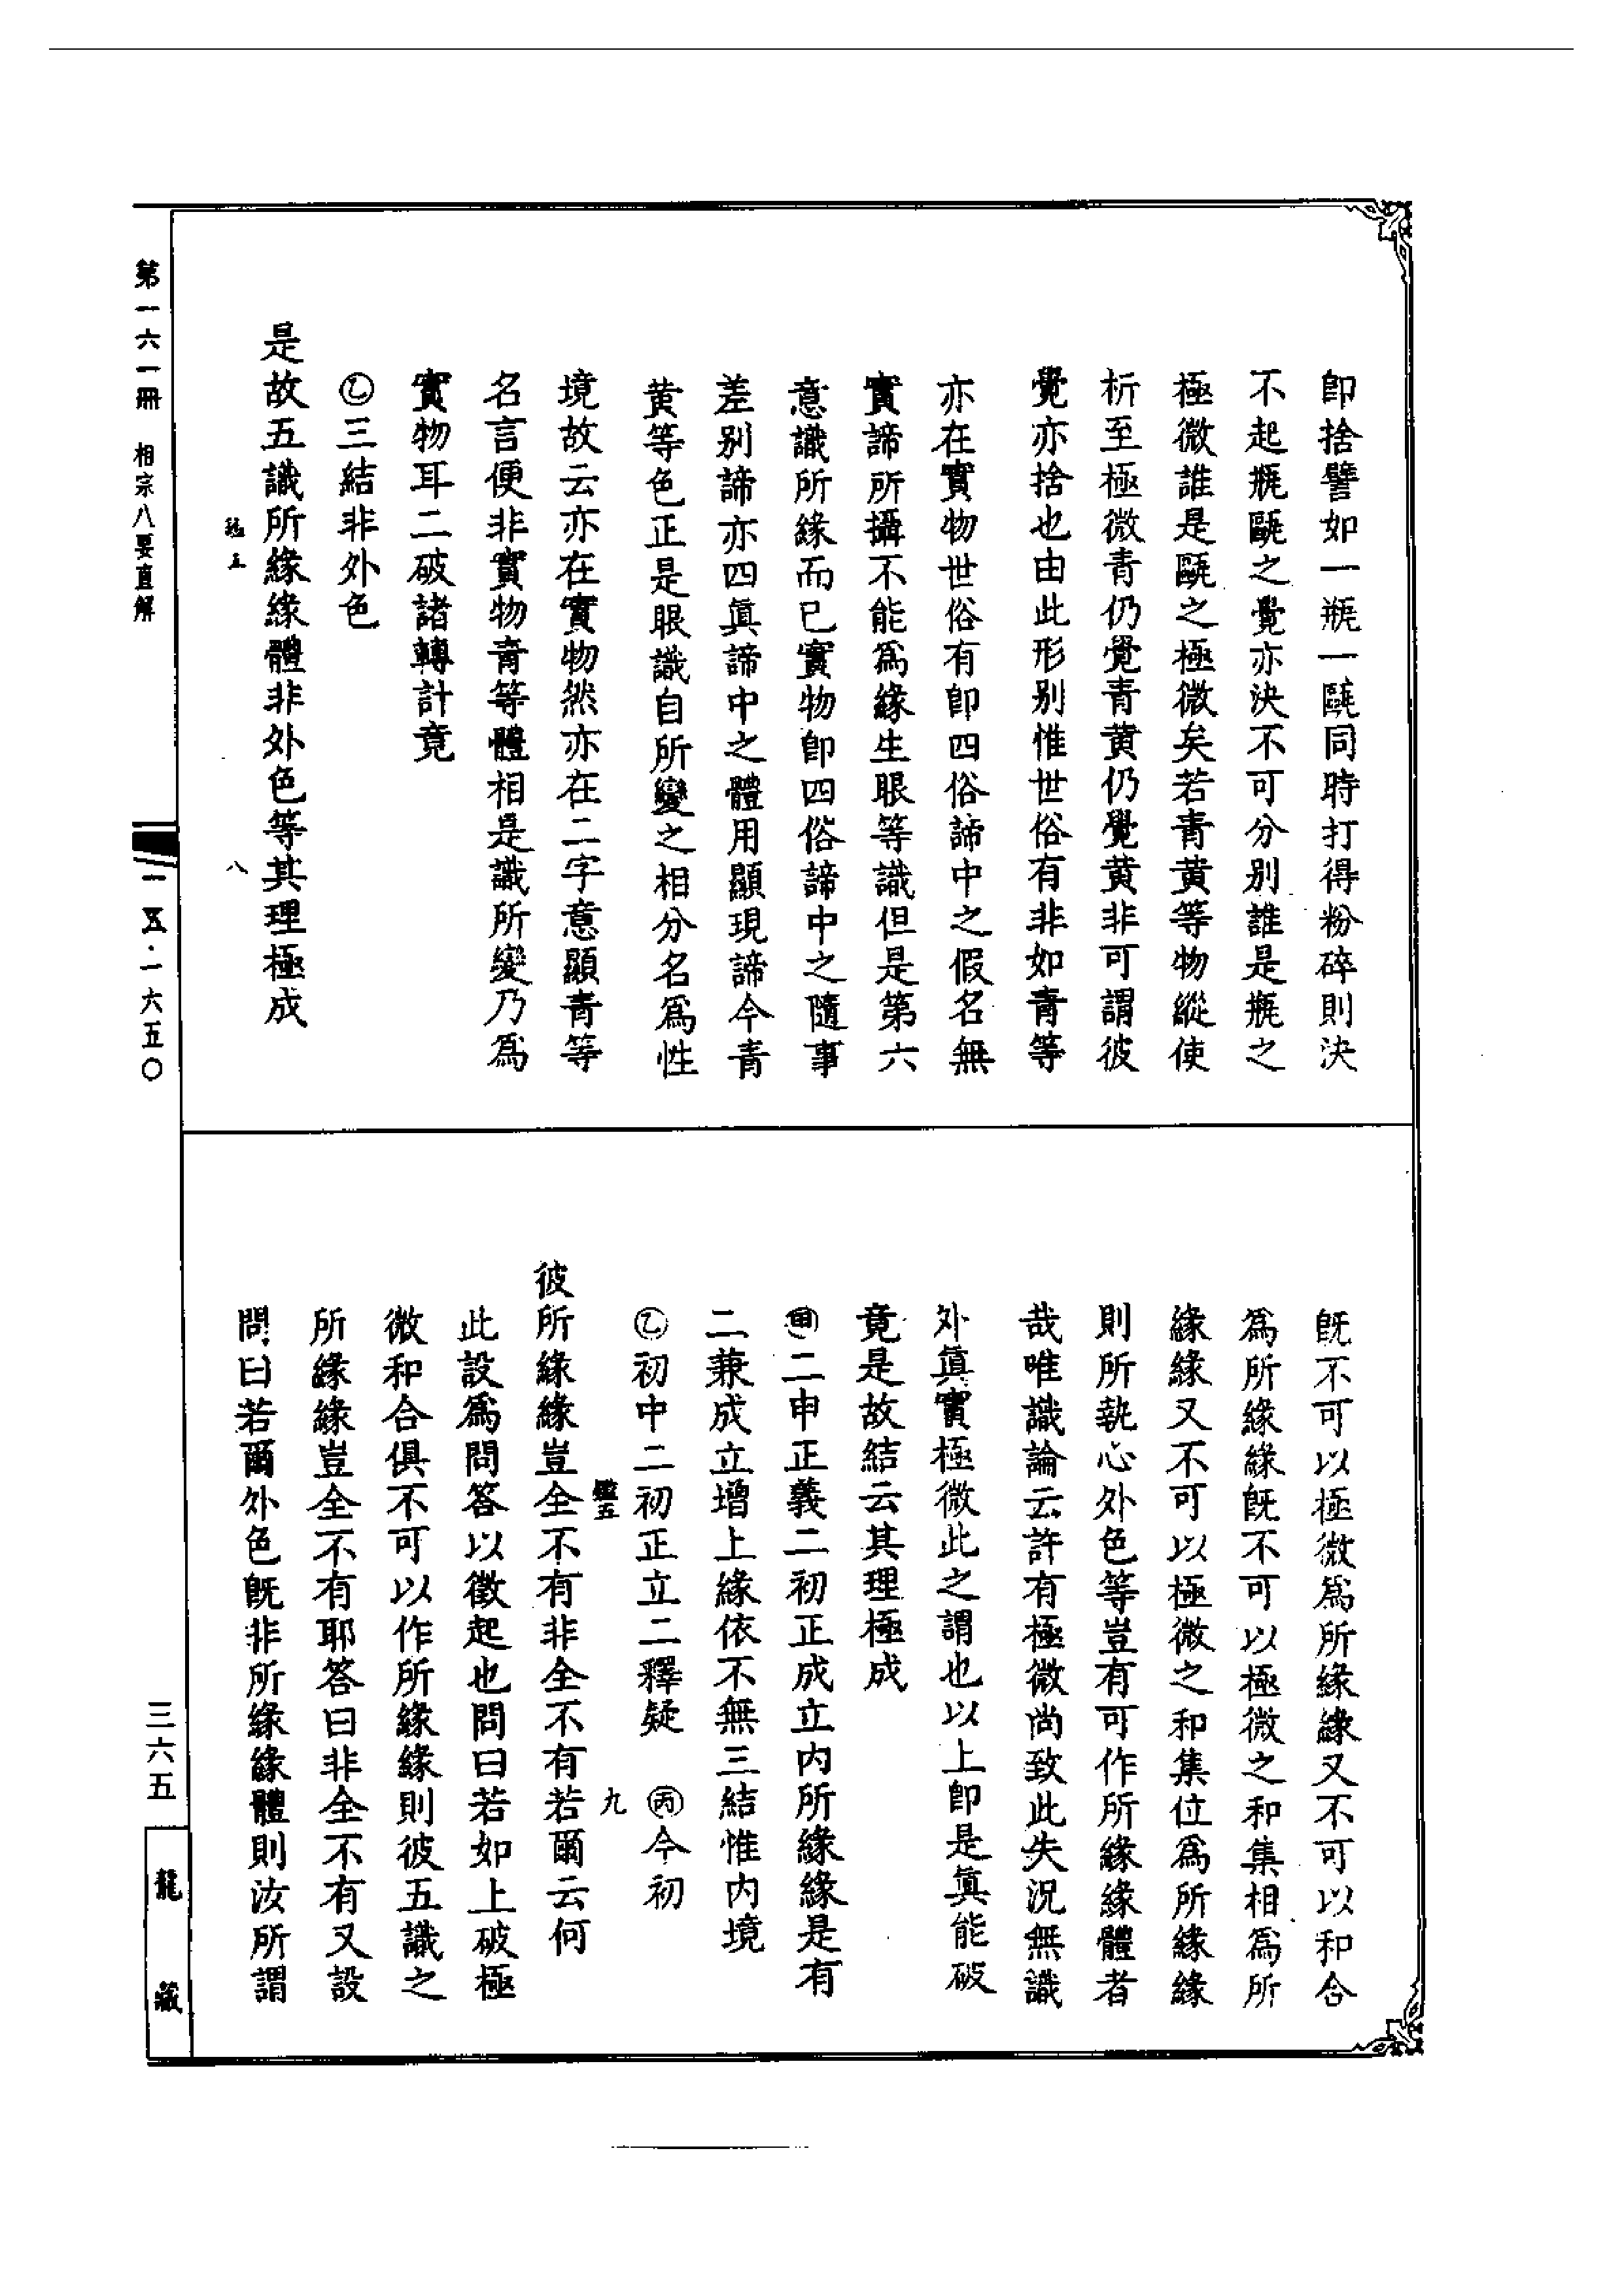 即捨譬如一瓶一甌同時打得粉碎則決
不起瓶甌之覺亦決不可分別誰是瓶之
極微誰是甌之極微矣若青黃等物縱使
析至極微青仍覺青黃仍覺黃非可謂彼
覺亦捨也由此形別惟世俗有非如青等
亦在實物世俗有即四俗諦中之假名無
實諦所攝不能爲緣生眼等識但是第六
意識所緣而已實物即四俗諦中之隨事
差別諦亦四眞諦中之體用顯現諦今青
黃等色正是眼識自所變之相分名爲性
境故云亦在實物然亦在二字意顯青等
名言便非實物青等體相是識所變乃爲
實物耳二破諸轉計竟
㊁三結非外色
是故五識所緣緣體非外色等其理極成
八
既不可以極微爲所緣緣又不可以和合
爲所緣緣既不可以極微之和集相爲所
緣緣又不可以極微之和集位爲所緣緣
則所執心外色等豈有可作所緣緣體者
哉唯識論云許有極微尚致此失況無識
外眞實極微此之謂也以上即是眞能破
竟是故結云其理極成
㊙二申正義二初正成立內所緣緣是有
二兼成立增上緣依不無三結惟內境
乙初中二初正立二釋疑 丙今初
鑑五 九
彼所緣緣豈全不有非全不有若爾云何
此設爲問答以徵起也問曰若如上破極
微和合俱不可以作所緣緣則彼五識之
所緣緣豈全不有耶答曰非全不有又設
問曰若爾外色既非所緣緣體則汝所謂
第一六一冊 相宗八要直解
一五·一六五〇
三六五
龍藏